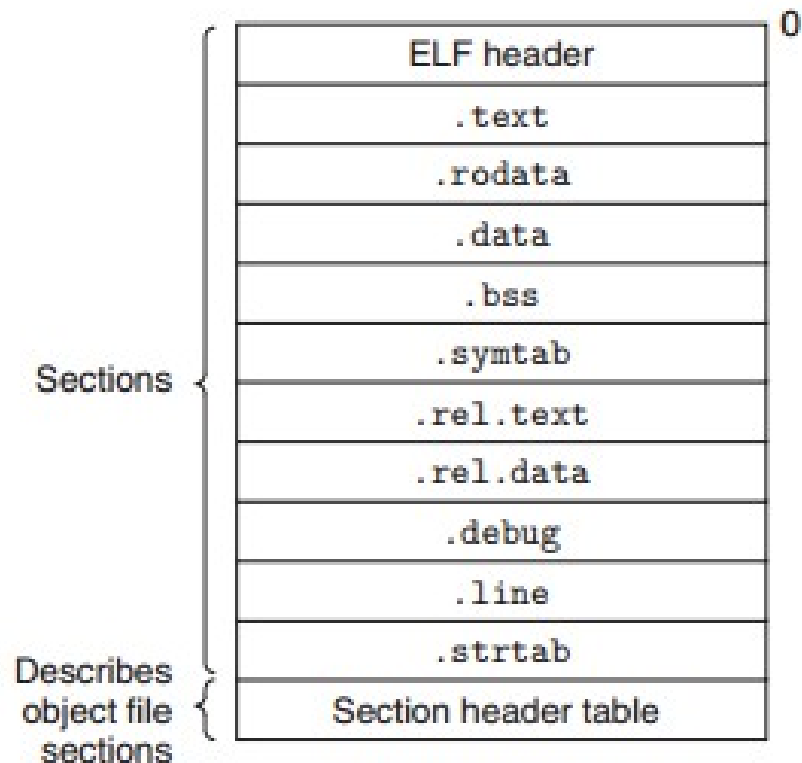 0
ELF header
.text
.rodata
.data
.bss
.symtab
Sections
.rel.text
.rel.data
.debug
.line
.strtab
Describes
object file
sections
Section header table